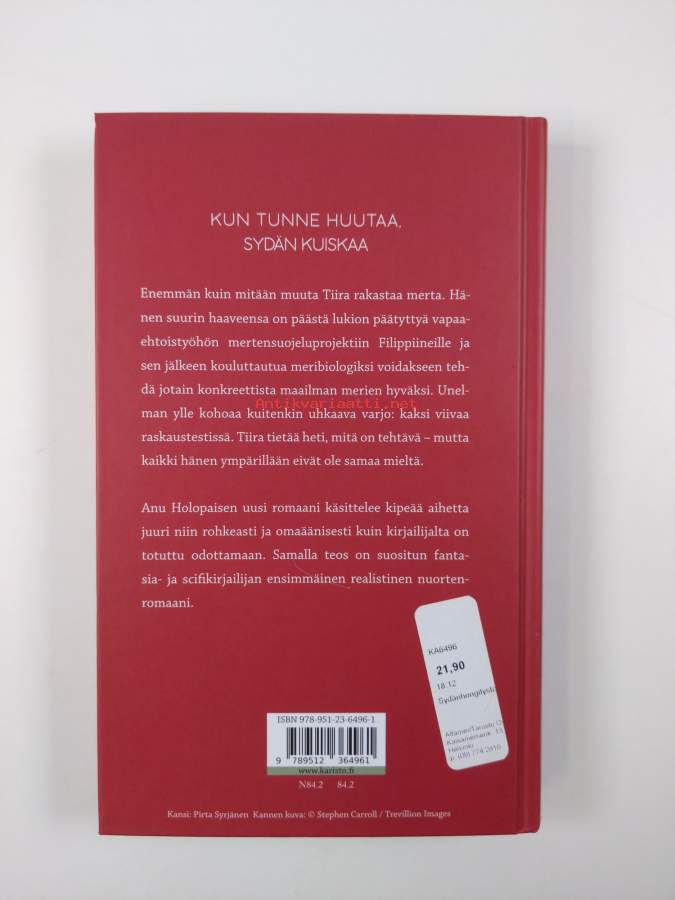 KUN TUNNE HUUTAA,
SYDÄN KUISKAA
Enemmän kuin mitään muuta Tiira rakastaa merta. Hä-
nen suurin haaveensa on päästä lukion päätyttyä vapaa-
ehtoistyöhön mertensuojeluprojektiin Filippiineille ja
sen jälkeen kouluttautua meribiologiksi voidakseen teh-
dä jotain konkreettista maailman merien hyväksi. Unel-
Antikvariaatti.net
man ylle kohoaa kuitenkin uhkaava varjo: kaksi viivaa
raskaustestissä. Tiira tietää heti, mitä on tehtävä – mutta
kaikki hänen ympärillään eivät ole samaa mieltä.
Anu Holopaisen uusi romaani käsittelee kipeää aihetta
juuri niin rohkeasti ja omaäänisesti kuin kirjailijalta on
totuttu odottamaan. Samalla teos on suositun fanta-
sia- ja scifikirjailijan ensimmäinen realistinen nuorten-
romaani.
KA6496
21,90
18.12
Helsinki
ISBN 978-951-23-6496-1
9 789512 364961
www.karisto.fi
N84.2 84.2
Kansi: Pirta Syrjänen Kannen kuva: © Stephen Carroll / Trevillion Images